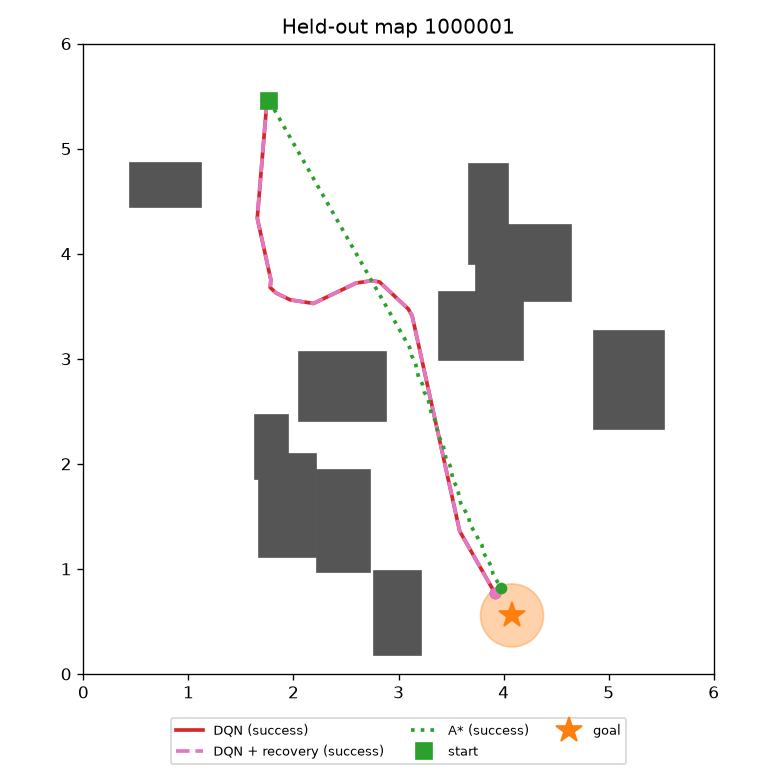 Held-out map 1000001
6
5
4
3
2
1
0
0 1 2 3 4 5 6
DQN (success) A* (success) goal
DQN + recovery (success) start